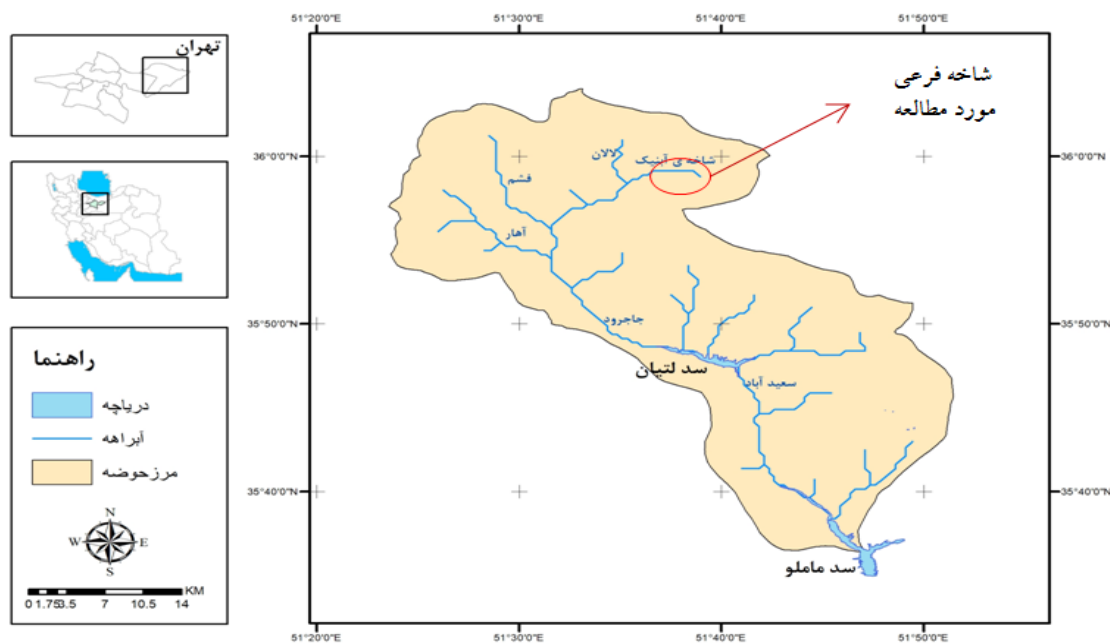 تهران
راهنما
دریاچه
آبراهه
مرزحوضه
N
W E
S
KM
0 1.75 3.5 7 10.5 14
51°20'0"E 51°30'0"E 51°40'0"E 51°50'0"E
شاخه فرعی
مورد مطالعه
36°0'0"N 36°0'0"N
لالان
شاخه ی آبنیک
فشم
آهار
جاجرود
35°50'0"N 35°50'0"N
سد لتیان
سعید آباد
35°40'0"N 35°40'0"N
سد ماملو
51°20'0"E 51°30'0"E 51°40'0"E 51°50'0"E